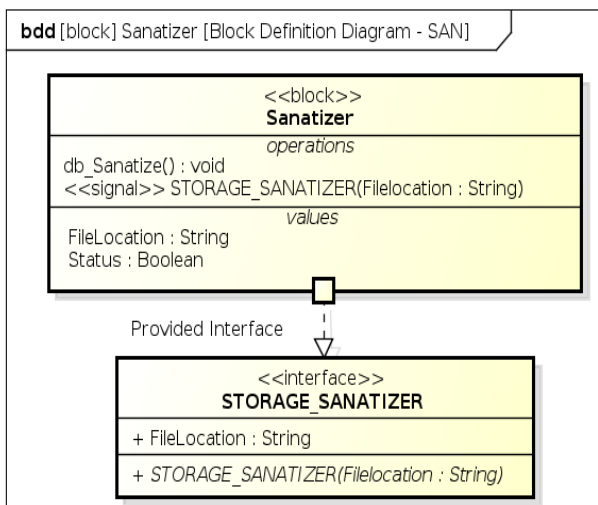 bdd [block] Sanatizer [Block Definition Diagram - SAN]
<<block>>
Sanatizer
operations
db_Sanatize() : void
<<signal>> STORAGE_SANATIZER(Filelocation : String)
values
FileLocation : String
Status : Boolean
Provided Interface
<<interface>>
STORAGE_SANATIZER
+ FileLocation : String
+ STORAGE_SANATIZER(Filelocation : String)